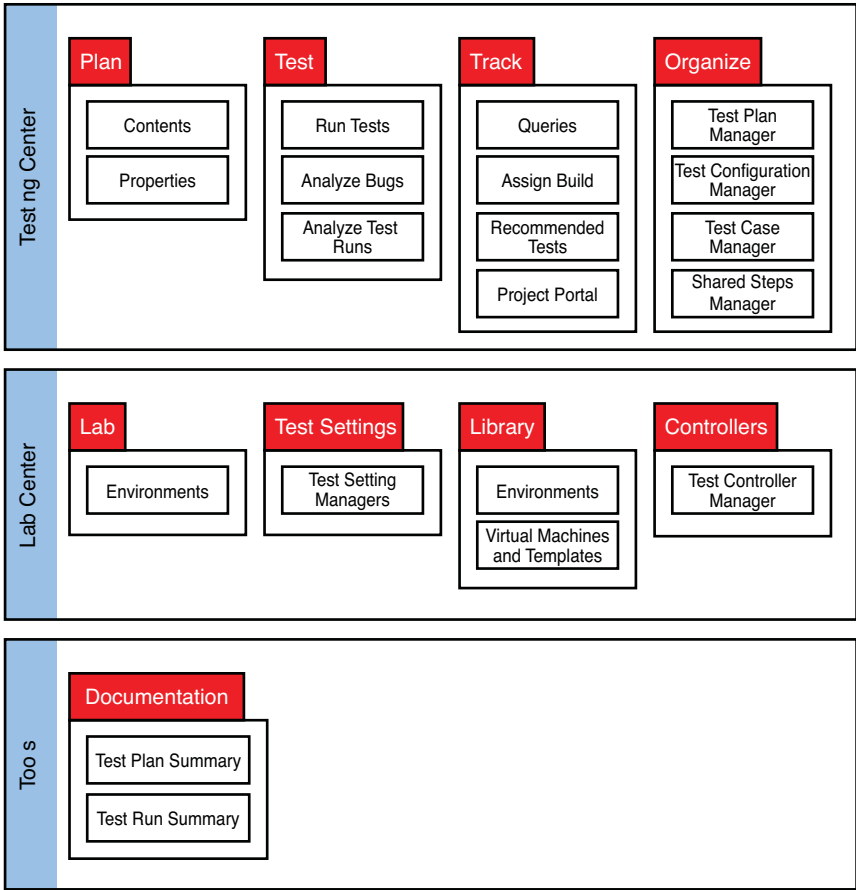 Test ng Center
Plan
Contents
Properties
Test
Run Tests
Analyze Bugs
Analyze Test
Runs
Track
Queries
Assign Build
Recommended
Tests
Project Portal
Organize
Test Plan
Manager
Test Configuration
Manager
Test Case
Manager
Shared Steps
Manager
Lab Center
Lab
Environments
Test Settings
Test Setting
Managers
Library
Environments
Virtual Machines
and Templates
Controllers
Test Controller
Manager
Too s
Documentation
Test Plan Summary
Test Run Summary